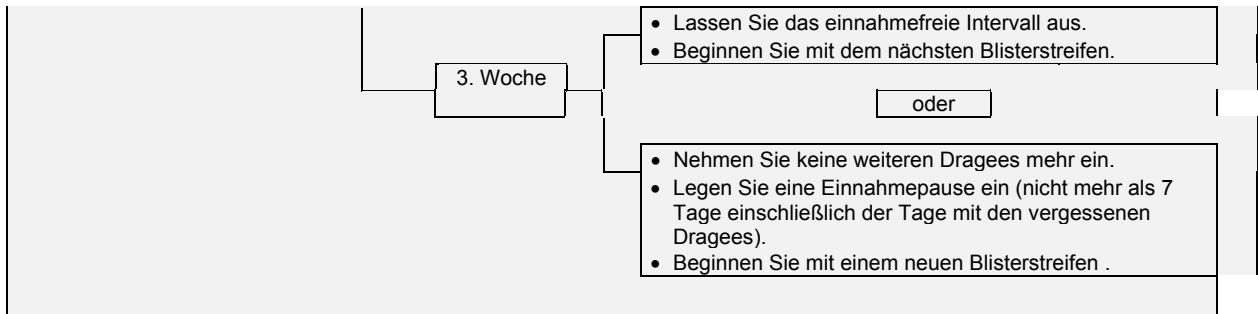 • Lassen Sie das einnahmefreie Intervall aus.
• Beginnen Sie mit dem nächsten Blisterstreifen.
3. Woche
oder
• Nehmen Sie keine weiteren Dragees mehr ein.
• Legen Sie eine Einnahmepause ein (nicht mehr als 7
Tage einschließlich der Tage mit den vergessenen
Dragees).
• Beginnen Sie mit einem neuen Blisterstreifen .